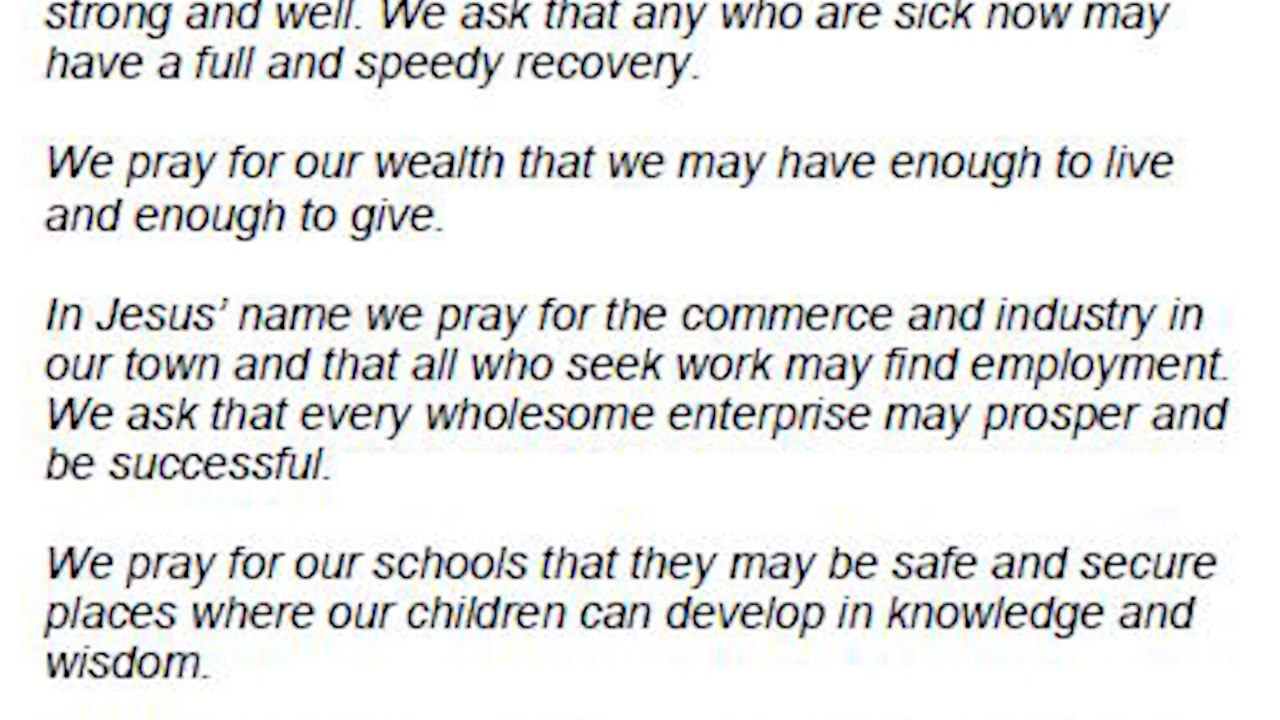 strong and well. We ask that any who are sick now may
have a full and speedy recovery.
We pray for our wealth that we may have enough to live
and enough to give.
In Jesus’ name we pray for the commerce and industry in
our town and that all who seek work may find employment.
We ask that every wholesome enterprise may prosper and
be successful.
We pray for our schools that they may be safe and secure
places where our children can develop in knowledge and
wisdom.